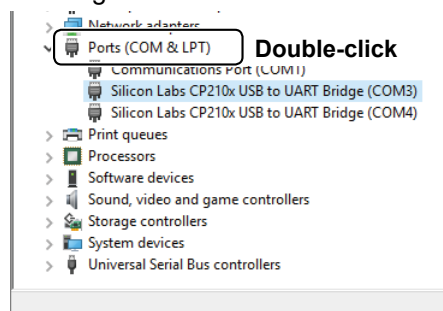 Network adapters
Ports (COM & LPT) Double-click
Communications Port (COM1)
Silicon Labs CP210x USB to UART Bridge (COM3)
Silicon Labs CP210x USB to UART Bridge (COM4)
Print queues
Processors
Software devices
Sound, video and game controllers
Storage controllers
System devices
Universal Serial Bus controllers